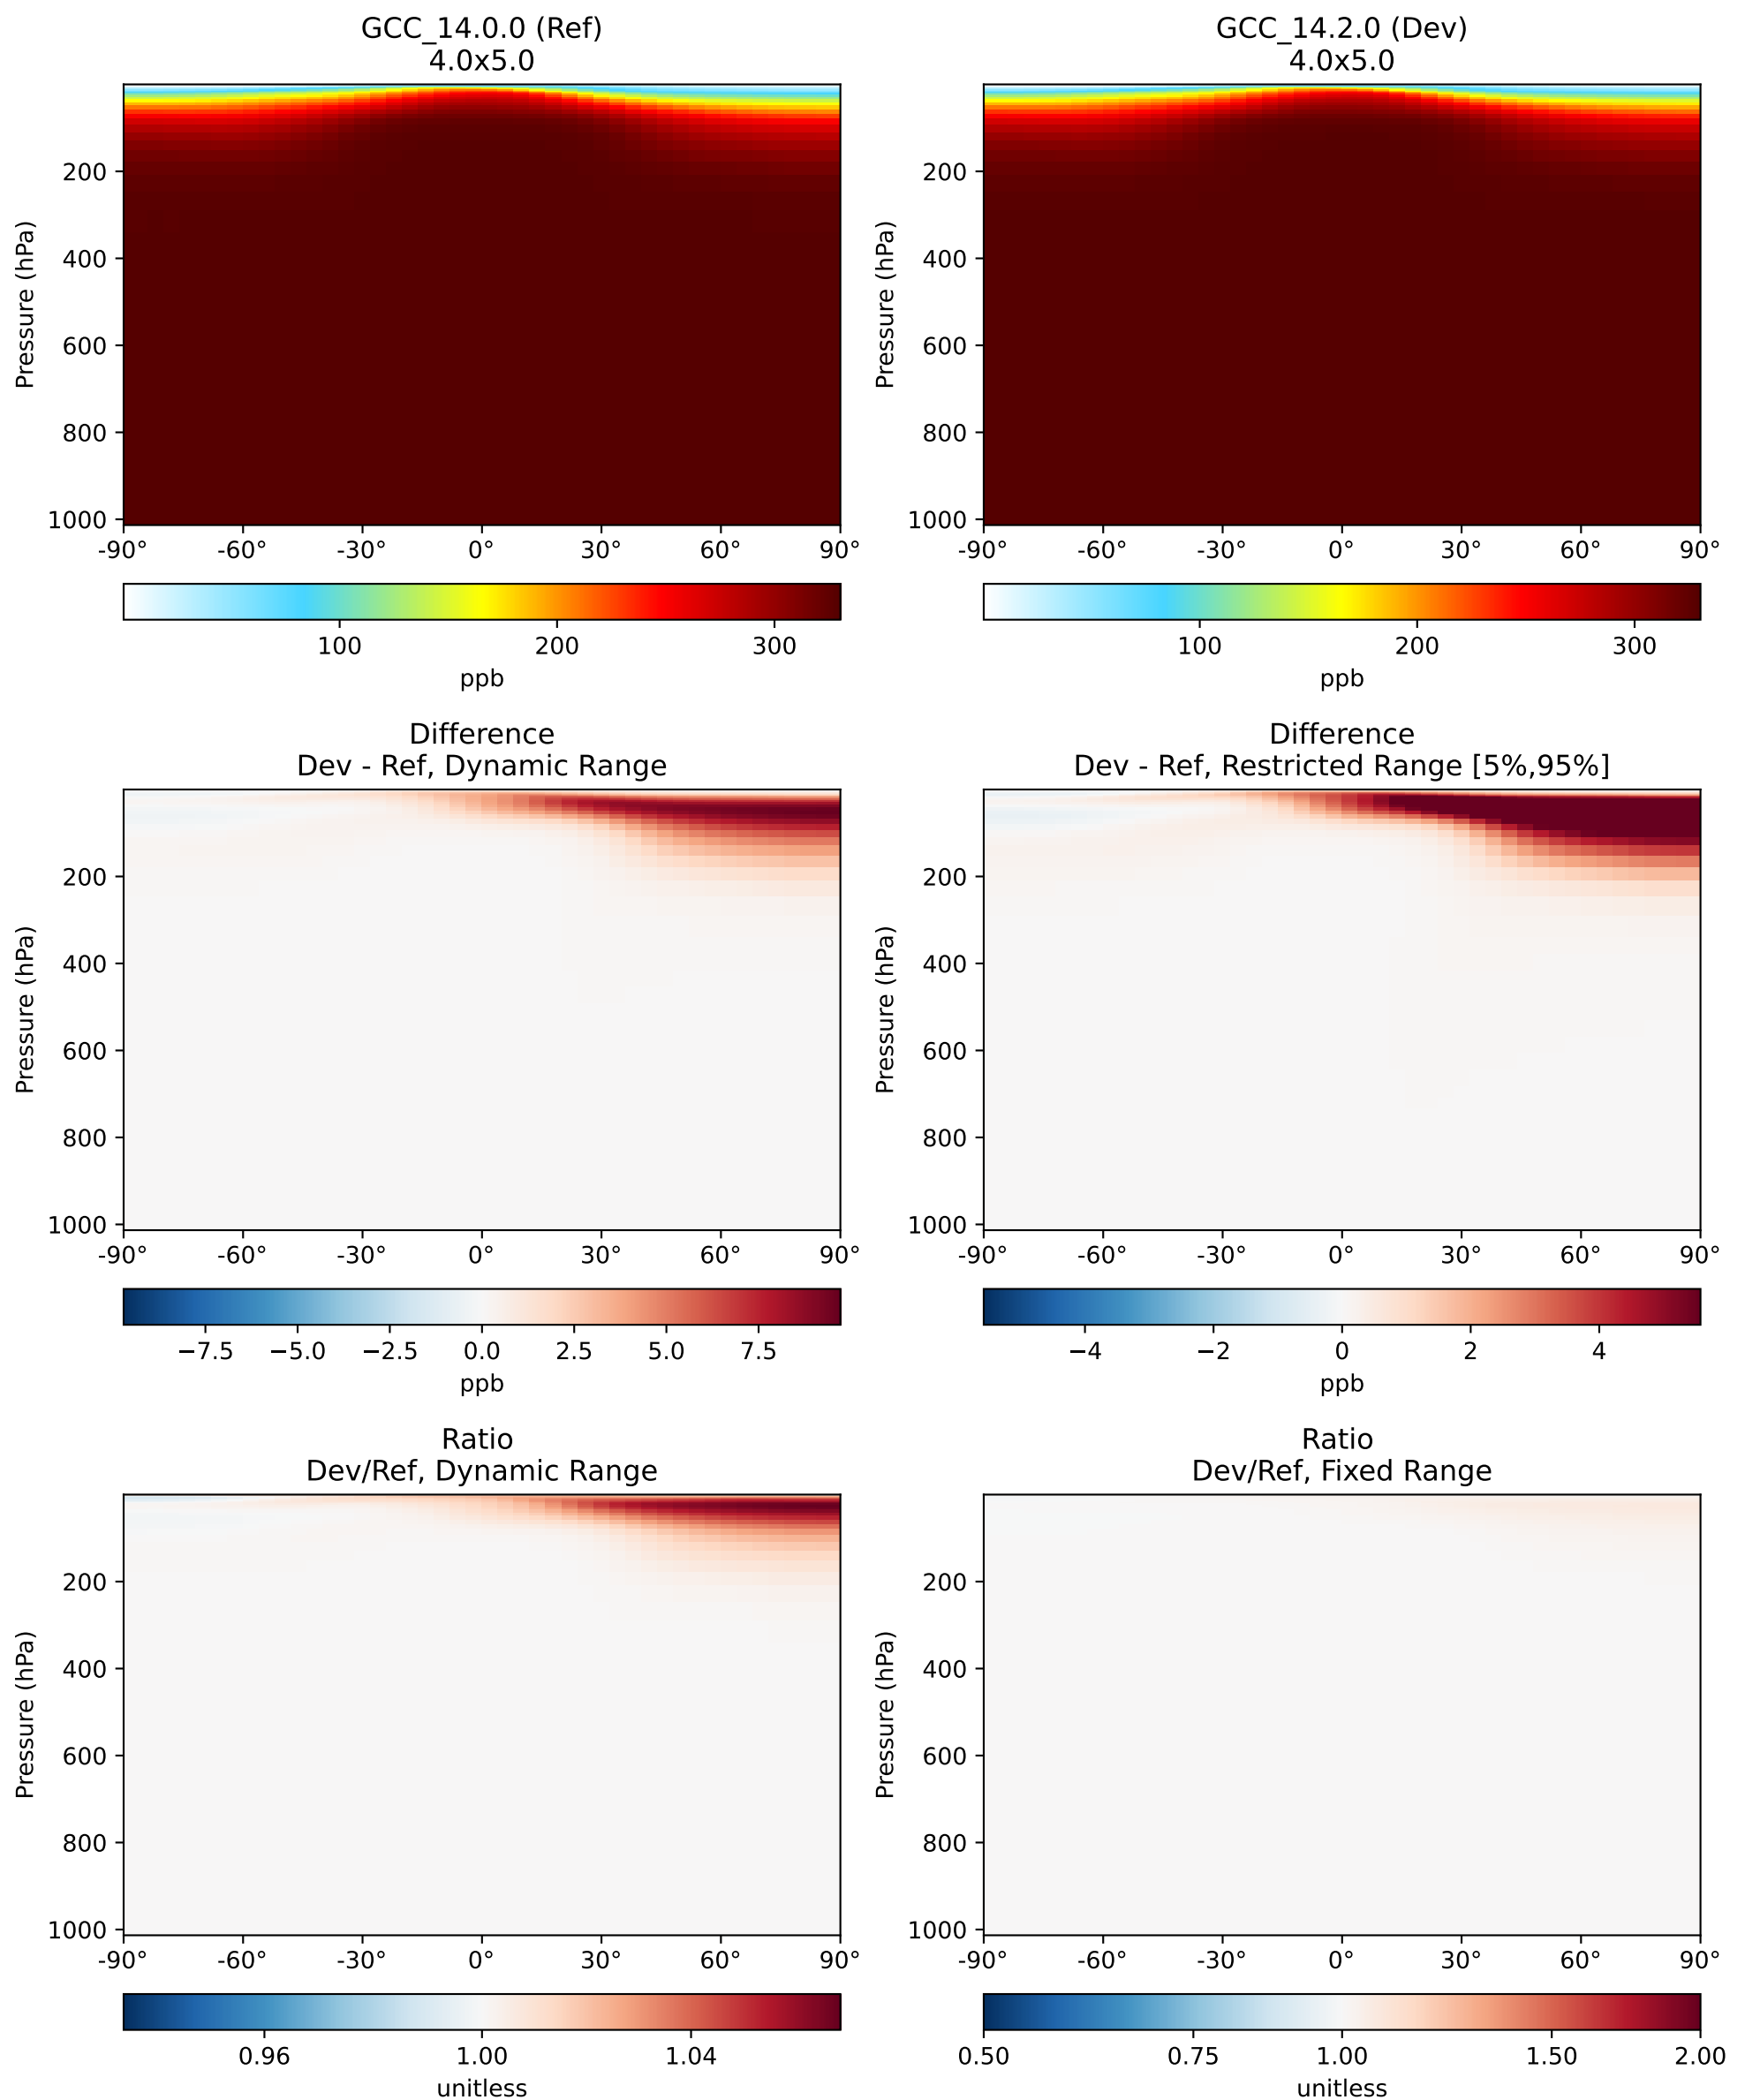 GCC_14.0.0 (Ref)
4.0x5.0
Pressure (hPa)
200
400
600
800
1000
-90° -60° -30° 0° 30° 60° 90°
100 200 300
ppb
GCC_14.2.0 (Dev)
4.0x5.0
Pressure (hPa)
200
400
600
800
1000
-90° -60° -30° 0° 30° 60° 90°
100 200 300
ppb
Difference
Dev - Ref, Dynamic Range
Pressure (hPa)
200
400
600
800
1000
-90° -60° -30° 0° 30° 60° 90°
−7.5 −5.0 −2.5 0.0 2.5 5.0 7.5
ppb
Difference
Dev - Ref, Restricted Range [5%,95%]
Pressure (hPa)
200
400
600
800
1000
-90° -60° -30° 0° 30° 60° 90°
−4 −2 0 2 4
ppb
Ratio
Dev/Ref, Dynamic Range
Pressure (hPa)
200
400
600
800
1000
-90° -60° -30° 0° 30° 60° 90°
0.96 1.00 1.04
unitless
Ratio
Dev/Ref, Fixed Range
Pressure (hPa)
200
400
600
800
1000
-90° -60° -30° 0° 30° 60° 90°
0.50 0.75 1.00 1.50 2.00
unitless